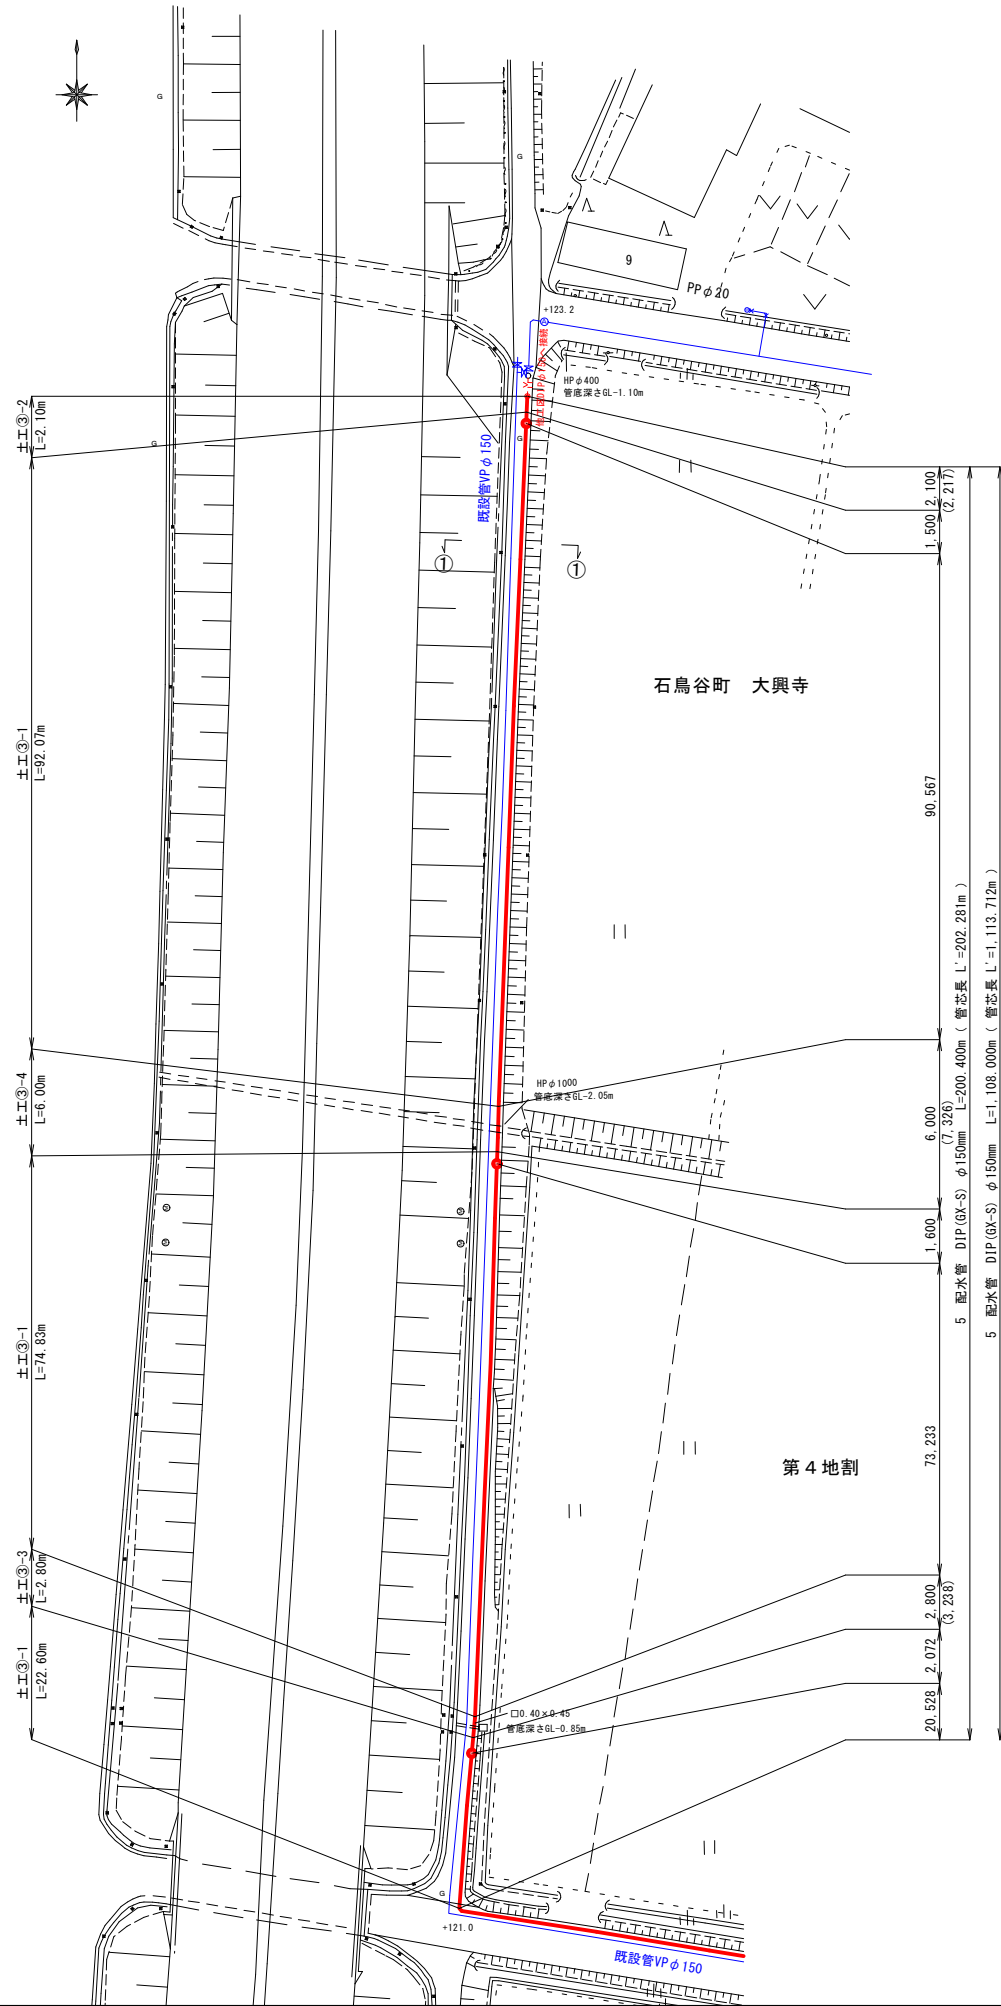 G
G
9
PPφ20
+123.2
HPφ400
管底深さGL-1.10m
土工③-2
L=2.10m
G
G
既設管VPφ150
2,100
(2,217)
1,500
①
①
石鳥谷町 大興寺
土工③-1
L=92.07m
90,567
HPφ1000
管底深さGL-2.05m
土工③-4
L=6.00m
6,000
(7,326)
1,600
5 配水管 DIP(GX-S) φ150mm L=200.400m ( 管芯長 L'=202.281m )
5 配水管 DIP(GX-S) φ150mm L=1,108.000m ( 管芯長 L'=1,113.712m )
土工③-1
L=74.83m
73,233
第4地割
土工③-3
L=2.80m
2,800
(3,238)
土工③-1
L=22.60m
2,072
20,528
□0.40×0.45
管底深さGL-0.85m
G
+121.0
既設管VPφ150